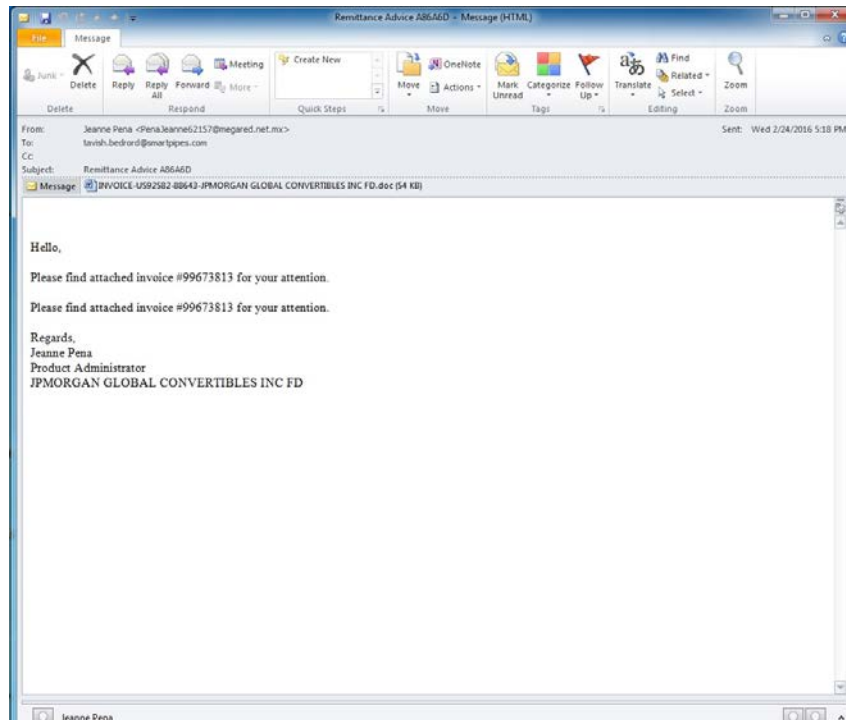 Remittance Advice A86A6D - Message (HTML)
File Message
Junk Delete Reply Reply All Forward Meeting More Create New Move OneNote Actions Mark Unread Categorize Follow Up Translate Find Related Select Zoom
Delete Respond Quick Steps Move Tags Editing Zoom
From: Jeanne Pena <PenaJeanne62157@megared.net.mx> Sent: Wed 2/24/2016 5:18 PM
To: tavish.bedrord@smartpipes.com
Cc:
Subject: Remittance Advice A86A6D
Message INVOICE-US92582-88643-JPMORGAN GLOBAL CONVERTIBLES INC FD.doc (54 KB)
Hello,
Please find attached invoice #99673813 for your attention.
Please find attached invoice #99673813 for your attention.
Regards,
Jeanne Pena
Product Administrator
JPMORGAN GLOBAL CONVERTIBLES INC FD
Jeanne Pena